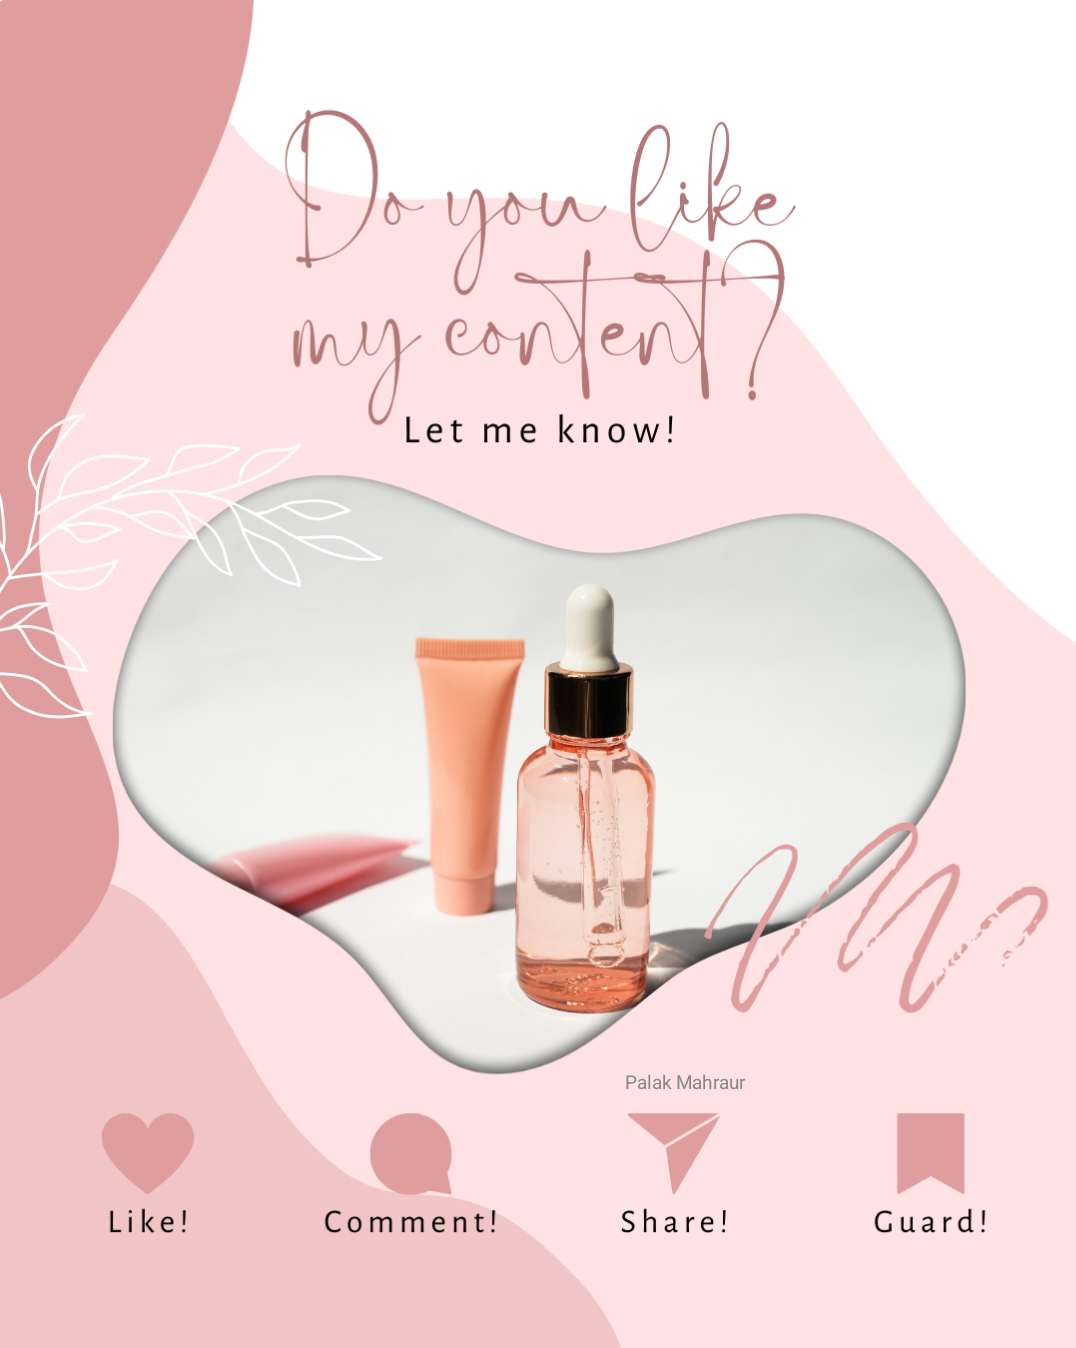 Do you like
my content?
Let me know!
Palak Mahraur
Like!
Comment!
Share!
Guard!